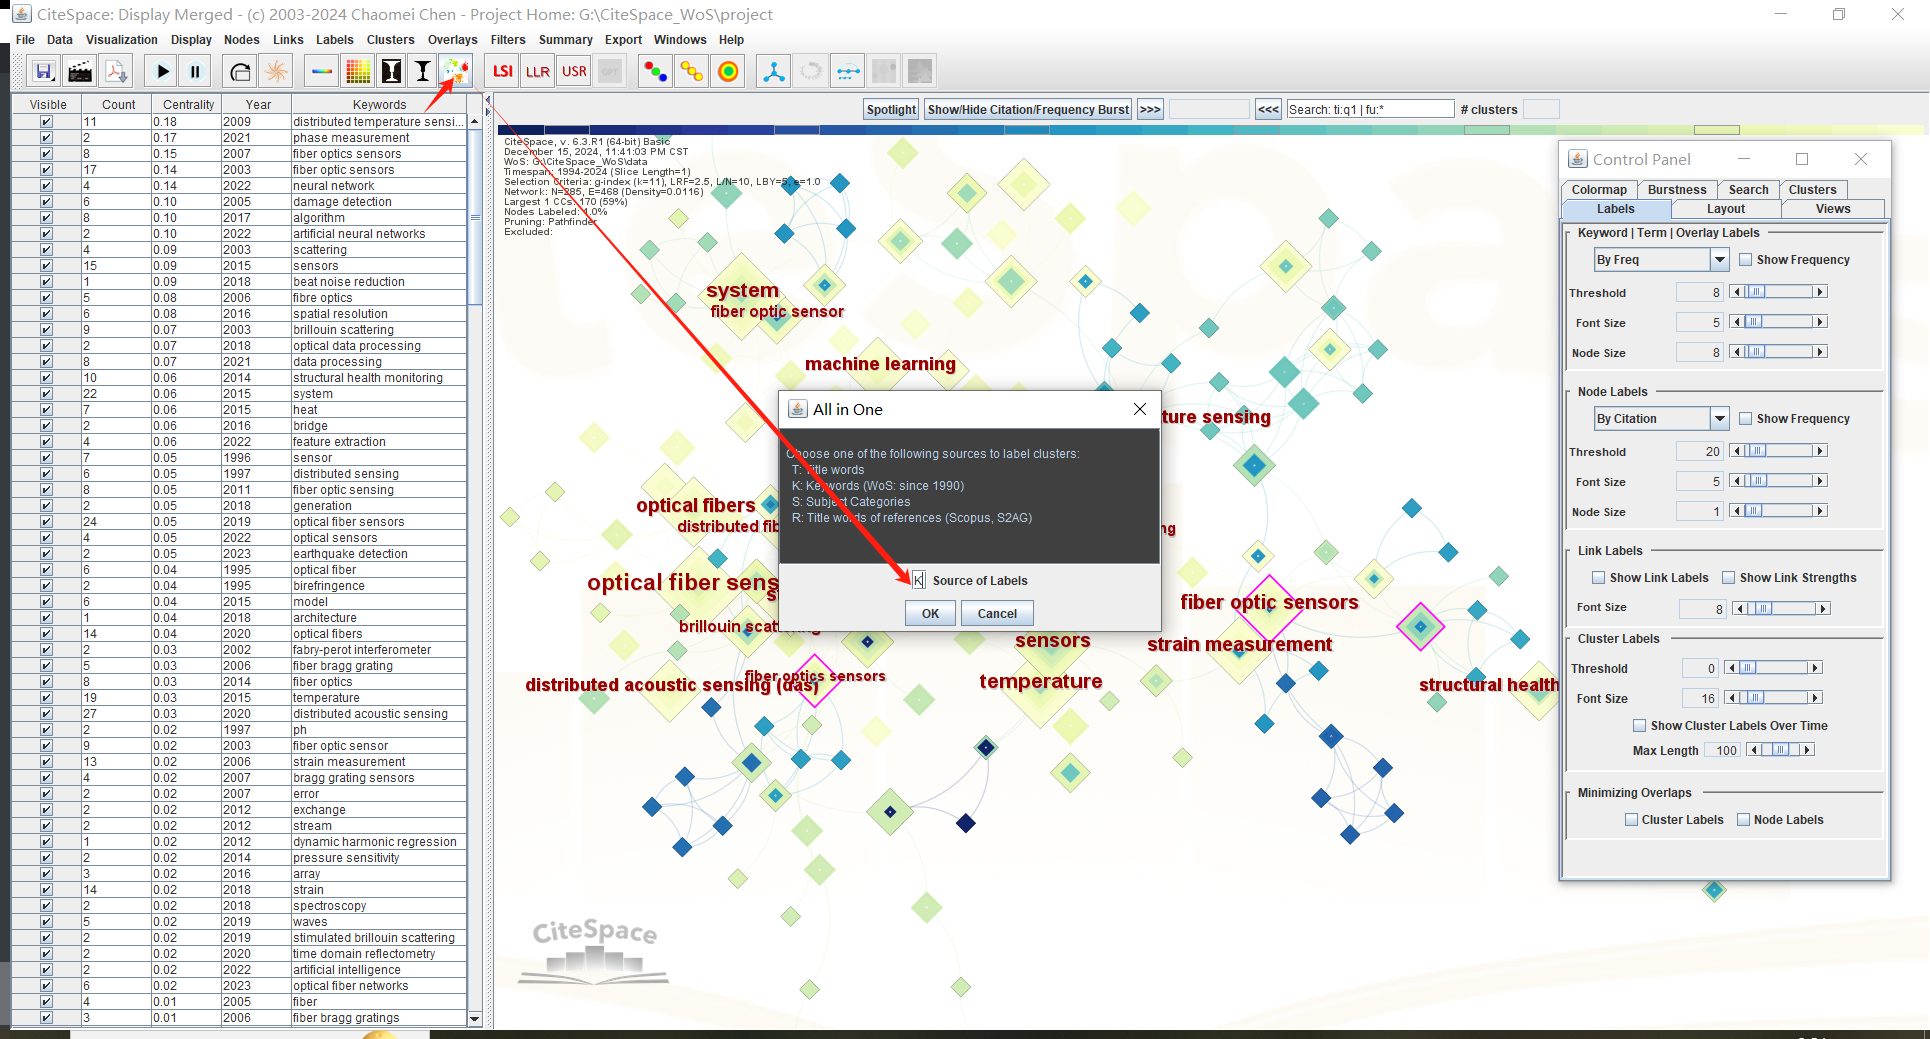 CiteSpace: Display Merged - (c) 2003-2024 Chaomei Chen - Project Home: G:\CiteSpace_WoS\project
File Data Visualization Display Nodes Links Labels Clusters Overlays Filters Summary Export Windows Help
LSI LLR USR GPT
Visible Count Centrality Year Keywords
11 0.18 2009 distributed temperature sensi...
2 0.17 2021 phase measurement
8 0.15 2007 fiber optics sensors
17 0.14 2003 fiber optic sensors
4 0.14 2022 neural network
6 0.10 2005 damage detection
8 0.10 2017 algorithm
2 0.10 2022 artificial neural networks
4 0.09 2003 scattering
15 0.09 2015 sensors
1 0.09 2018 beat noise reduction
5 0.08 2006 fibre optics
6 0.08 2016 spatial resolution
9 0.07 2003 brillouin scattering
2 0.07 2018 optical data processing
8 0.07 2021 data processing
10 0.06 2014 structural health monitoring
22 0.06 2015 system
7 0.06 2015 heat
2 0.06 2016 bridge
4 0.06 2022 feature extraction
7 0.05 1996 sensor
6 0.05 1997 distributed sensing
8 0.05 2011 fiber optic sensing
2 0.05 2018 generation
24 0.05 2019 optical fiber sensors
4 0.05 2022 optical sensors
2 0.05 2023 earthquake detection
6 0.04 1995 optical fiber
2 0.04 1995 birefringence
6 0.04 2015 model
1 0.04 2018 architecture
14 0.04 2020 optical fibers
2 0.03 2002 fabry-perot interferometer
5 0.03 2006 fiber bragg grating
8 0.03 2014 fiber optics
19 0.03 2015 temperature
27 0.03 2020 distributed acoustic sensing
2 0.02 1997 ph
9 0.02 2003 fiber optic sensor
13 0.02 2006 strain measurement
4 0.02 2007 bragg grating sensors
2 0.02 2007 error
2 0.02 2012 exchange
2 0.02 2012 stream
1 0.02 2012 dynamic harmonic regression
2 0.02 2014 pressure sensitivity
3 0.02 2016 array
14 0.02 2018 strain
2 0.02 2018 spectroscopy
5 0.02 2019 waves
2 0.02 2019 stimulated brillouin scattering
2 0.02 2020 time domain reflectometry
2 0.02 2022 artificial intelligence
6 0.02 2023 optical fiber networks
4 0.01 2005 fiber
3 0.01 2006 fiber bragg gratings
Spotlight Show/Hide Citation/Frequency Burst >>> <<< Search: ti:q1 | fu:* # clusters
CiteSpace, v. 6.3.R1 (64-bit) Basic
December 15, 2024, 11:41:03 PM CST
WoS: G:\CiteSpace_WoS\data
Timespan: 1994-2024 (Slice Length=1)
Selection Criteria: g-index (k=11), LRF=2.5, L/N=10, LBY=5, e=1.0
Network: N=285, E=468 (Density=0.0116)
Largest 1 CCs: 170 (59%)
Nodes Labeled: 1.0%
Pruning: Pathfinder
Excluded:
system
fiber optic sensor
machine learning
ture sensing
optical fibers
distributed fib
ng
optical fiber sens
s
brillouin scatt
fiber optic sensors
strain measurement
sensors
temperature
fiber optics sensors
distributed acoustic sensing (das)
structural health
CiteSpace
All in One
Choose one of the following sources to label clusters:
T: Title words
K: Keywords (WoS: since 1990)
S: Subject Categories
R: Title words of references (Scopus, S2AG)
K Source of Labels
OK Cancel
Control Panel
Colormap Burstness Search Clusters
Labels Layout Views
Keyword | Term | Overlay Labels
By Freq Show Frequency
Threshold 8
Font Size 5
Node Size 8
Node Labels
By Citation Show Frequency
Threshold 20
Font Size 5
Node Size 1
Link Labels
Show Link Labels Show Link Strengths
Font Size 8
Cluster Labels
Threshold 0
Font Size 16
Show Cluster Labels Over Time
Max Length 100
Minimizing Overlaps
Cluster Labels Node Labels